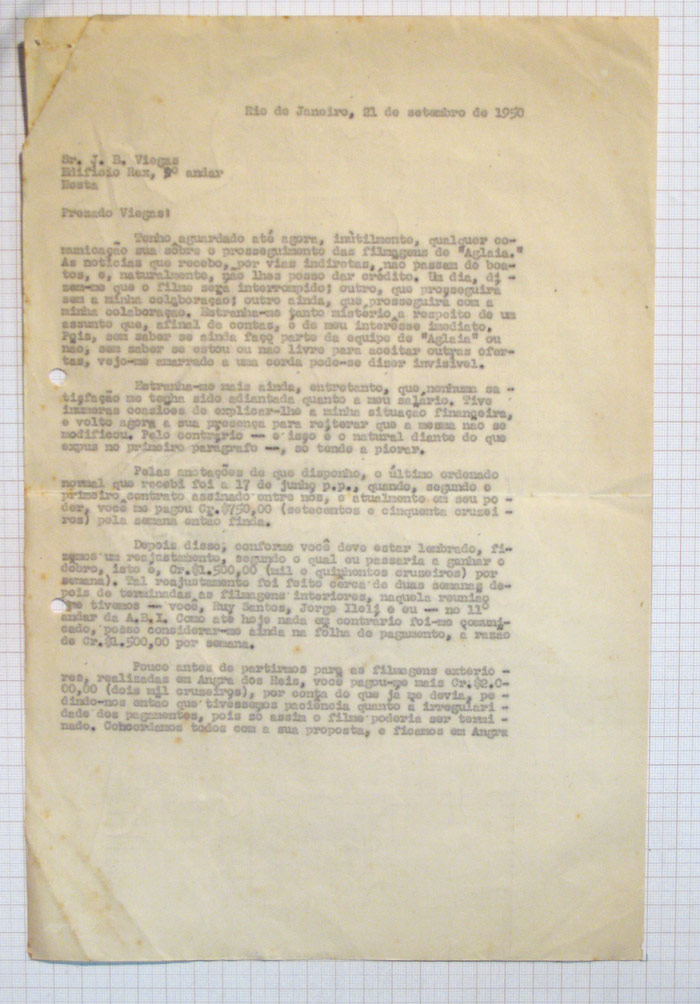 Rio de Janeiro, 21 de setembro de 1950
Sr. J. B. Viegas
Edifício Rex, 9º andar
Nesta
Prezado Viegas:
Tenho aguardado até agora, inùtilmente, qualquer co-
municação sua sôbre o prosseguimento das filmagens de "Aglaia."
As notícias que recebo, por vias indiretas, não passam de boa-
tos, e, naturalmente, não lhes posso dar crédito. Um dia, di-
zem-me que o filme será interrompido; outro, que prosseguirá
sem a minha colaboração; outro ainda, que prosseguirá com a
minha colaboração. Estranha-me tanto mistério a respeito de um
assunto que, afinal de contas, é de meu interêsse imediato.
Pois, sem saber se ainda faço parte da equipe de "Aglaia" ou
não, sem saber se estou ou não livre para aceitar outras ofer-
tas, vejo-me amarrado a uma corda pode-se dizer invisível.
Estranha-me mais ainda, entretanto, que nenhuma sa -
tisfação me tenha sido adiantada quanto a meu salário. Tive
inúmeras ocasiões de explicar-lhe a minha situação financeira,
e volto agora a sua presença para reiterar que a mesma não se
modificou. Pelo contrário — e isso é o natural diante do que
expus no primeiro parágrafo —, só tende a piorar.
Pelas anotações de que disponho, o último ordenado
normal que recebi foi a 17 de junho p.p., quando, segundo o
primeiro contrato assinado entre nós, e atualmente em seu po -
der, você me pagou Cr.$750,00 (setecentos e cinquenta cruzei-
ros) pela semana então finda.
Depois disso, conforme você deve estar lembrado, fi-
zemos um reajustamento, segundo o qual eu passaria a ganhar o
dobro, isto é, Cr.$1.500,00 (mil e quinhentos cruzeiros) por
semana). Tal reajustamento foi feito cerca de duas semanas de-
pois de terminadas as filmagens interiores, naquela reunião
que tivemos — você, Ruy Santos, Jorge Ileli e eu — no 11º
andar da A.B.I. Como até hoje nada em contrário foi-me comuni-
cado, posso considerar-me ainda na folha de pagamento, à razão
de Cr.$1.500,00 por semana.
Pouco antes de partirmos para as filmagens exterio -
res, realizadas em Angra dos Reis, você pagou-me mais Cr.$2.0-
00,00 (dois mil cruzeiros), por conta do que já me devia, pe-
dindo-nos então que tivessemos paciência quanto à irregulari-
dade dos pagamentos, pois só assim o filme poderia ser termi -
nado. Concordamos todos com a sua proposta, e ficamos em Angra